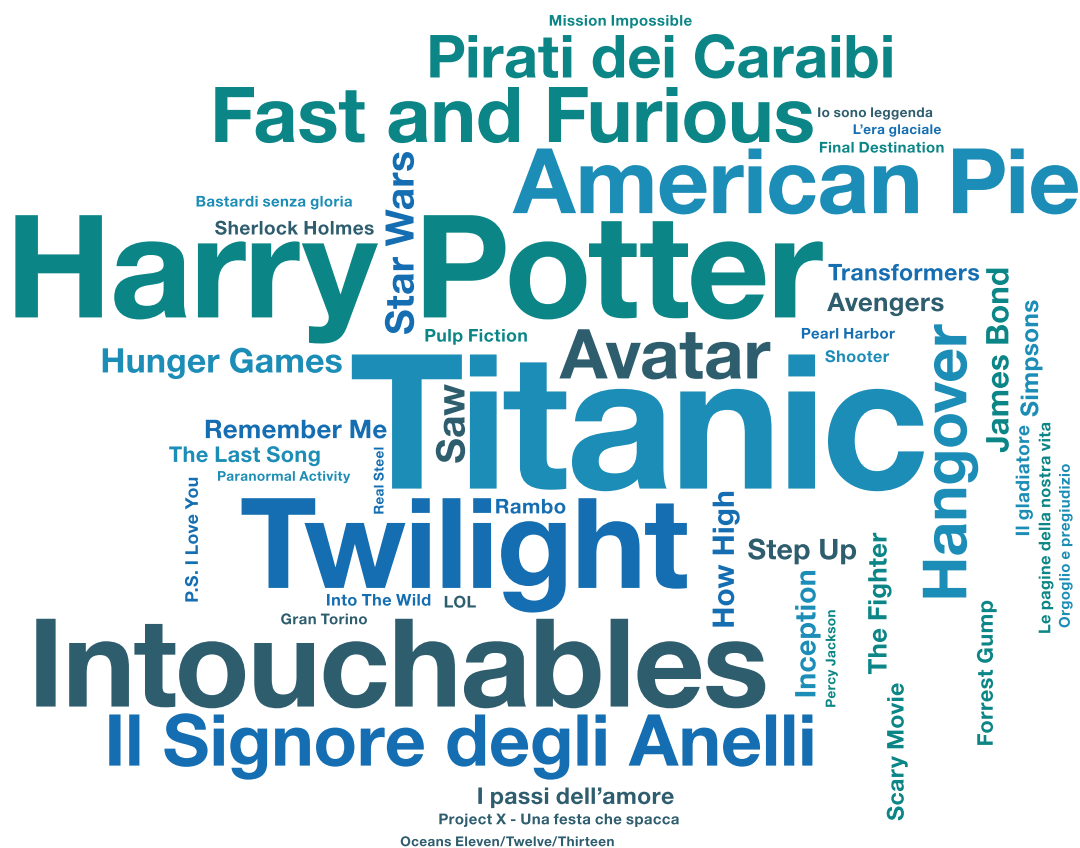 Mission Impossible
Pirati dei Caraibi
Fast and Furious
Io sono leggenda
L'era glaciale
Final Destination
American Pie
Star Wars
Bastardi senza gloria
Sherlock Holmes
Harry Potter
Transformers
Avengers
James Bond
Simpsons
Pulp Fiction
Avatar
Pearl Harbor
Shooter
Hunger Games
Titanic
Saw
Hangover
Remember Me
The Last Song
Paranormal Activity
Real Steel
Il gladiatore
Le pagine della nostra vita
Orgoglio e pregiudizio
P.S. I Love You
Twilight
Rambo
How High
Step Up
Into The Wild
LOL
Gran Torino
Inception
Percy Jackson
The Fighter
Forrest Gump
Intouchables
Scary Movie
Il Signore degli Anelli
I passi dell’amore
Project X - Una festa che spacca
Oceans Eleven/Twelve/Thirteen